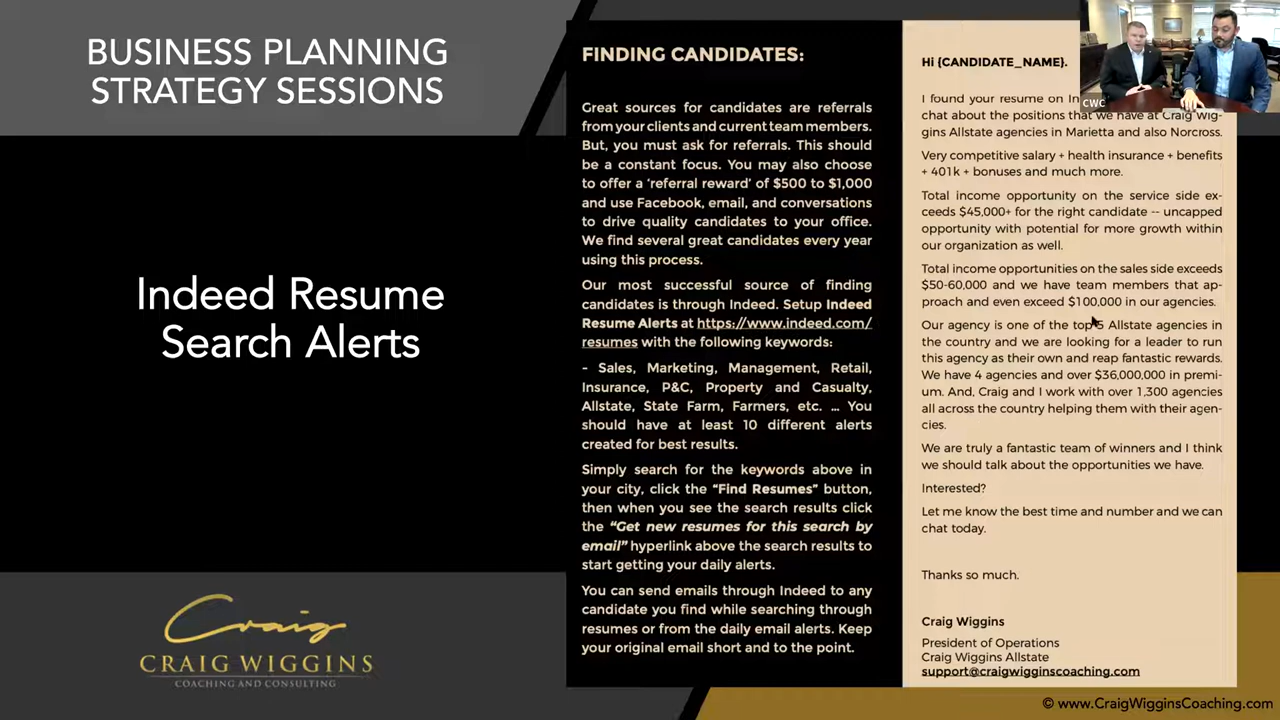 BUSINESS PLANNING
STRATEGY SESSIONS
Indeed Resume
Search Alerts
Craig
CRAIG WIGGINS
COACHING AND CONSULTING
FINDING CANDIDATES:
Great sources for candidates are referrals
from your clients and current team members.
But, you must ask for referrals. This should
be a constant focus. You may also choose
to offer a ‘referral reward’ of $500 to $1,000
and use Facebook, email, and conversations
to drive quality candidates to your office.
We find several great candidates every year
using this process.
Our most successful source of finding
candidates is through Indeed. Setup Indeed
Resume Alerts at https://www.indeed.com/
resumes with the following keywords:
- Sales, Marketing, Management, Retail,
Insurance, P&C, Property and Casualty,
Allstate, State Farm, Farmers, etc. ... You
should have at least 10 different alerts
created for best results.
Simply search for the keywords above in
your city, click the “Find Resumes” button,
then when you see the search results click
the “Get new resumes for this search by
email” hyperlink above the search results to
start getting your daily alerts.
You can send emails through Indeed to any
candidate you find while searching through
resumes or from the daily email alerts. Keep
your original email short and to the point.
Hi {CANDIDATE_NAME}.
I found your resume on In
chat about the positions that we have at Craig Wig-
gins Allstate agencies in Marietta and also Norcross.
Very competitive salary + health insurance + benefits
+ 401k + bonuses and much more.
Total income opportunity on the service side ex-
ceeds $45,000+ for the right candidate -- uncapped
opportunity with potential for more growth within
our organization as well.
Total income opportunities on the sales side exceeds
$50-60,000 and we have team members that ap-
proach and even exceed $100,000 in our agencies.
Our agency is one of the top 5 Allstate agencies in
the country and we are looking for a leader to run
this agency as their own and reap fantastic rewards.
We have 4 agencies and over $36,000,000 in premi-
um. And, Craig and I work with over 1,300 agencies
all across the country helping them with their agen-
cies.
We are truly a fantastic team of winners and I think
we should talk about the opportunities we have.
Interested?
Let me know the best time and number and we can
chat today.
Thanks so much.
Craig Wiggins
President of Operations
Craig Wiggins Allstate
support@craigwigginscoaching.com
CWC
© www.CraigWigginsCoaching.com